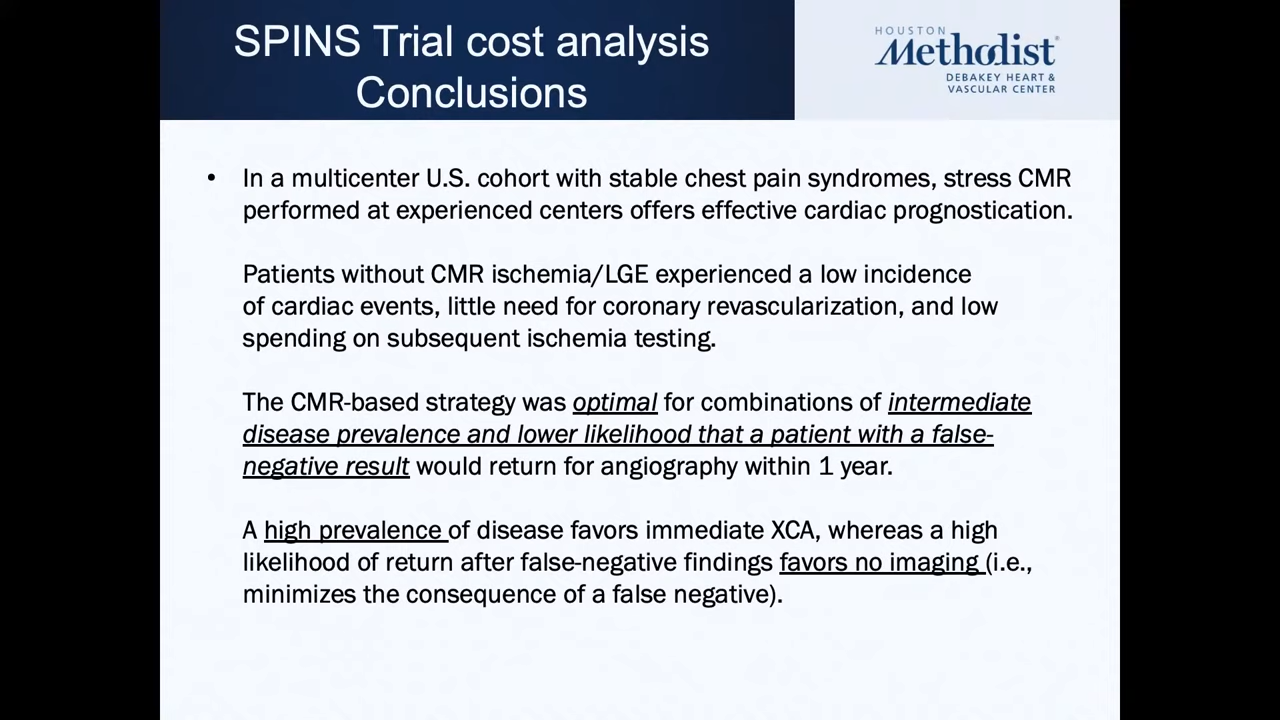 SPINS Trial cost analysis
Conclusions
HOUSTON
Methodist®
DEBAKEY HEART &
VASCULAR CENTER
• In a multicenter U.S. cohort with stable chest pain syndromes, stress CMR
performed at experienced centers offers effective cardiac prognostication.
Patients without CMR ischemia/LGE experienced a low incidence
of cardiac events, little need for coronary revascularization, and low
spending on subsequent ischemia testing.
The CMR-based strategy was optimal for combinations of intermediate
disease prevalence and lower likelihood that a patient with a false-
negative result would return for angiography within 1 year.
A high prevalence of disease favors immediate XCA, whereas a high
likelihood of return after false-negative findings favors no imaging (i.e.,
minimizes the consequence of a false negative).